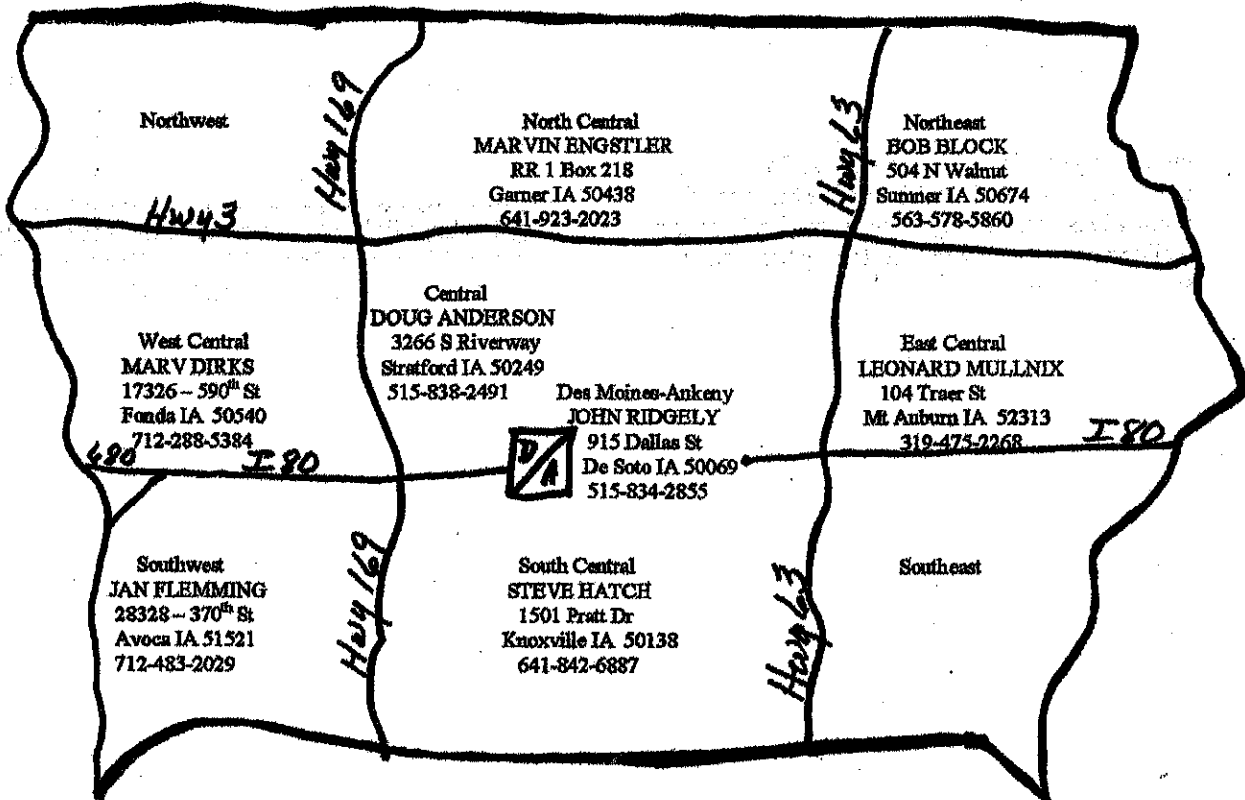 Northwest
Hwy 169
North Central
MARVIN ENGSTLER
RR 1 Box 218
Garner IA 50438
641-923-2023
Hwy 63
Northeast
BOB BLOCK
504 N Walnut
Sumner IA 50674
563-578-5860
Hwy 3
West Central
MARV DIRKS
17326 – 590th St
Fonda IA 50540
712-288-5384
Central
DOUG ANDERSON
3266 S Riverway
Stratford IA 50249
515-838-2491
Des Moines-Ankeny
JOHN RIDGELY
915 Dallas St
De Soto IA 50069
515-834-2855
D/A
East Central
LEONARD MULLNIX
104 Traer St
Mt Auburn IA 52313
319-475-2268
I 80
480
I 80
Southwest
JAN FLEMMING
28328 – 370th St
Avoca IA 51521
712-483-2029
Hwy 169
South Central
STEVE HATCH
1501 Pratt Dr
Knoxville IA 50138
641-842-6887
Hwy 63
Southeast